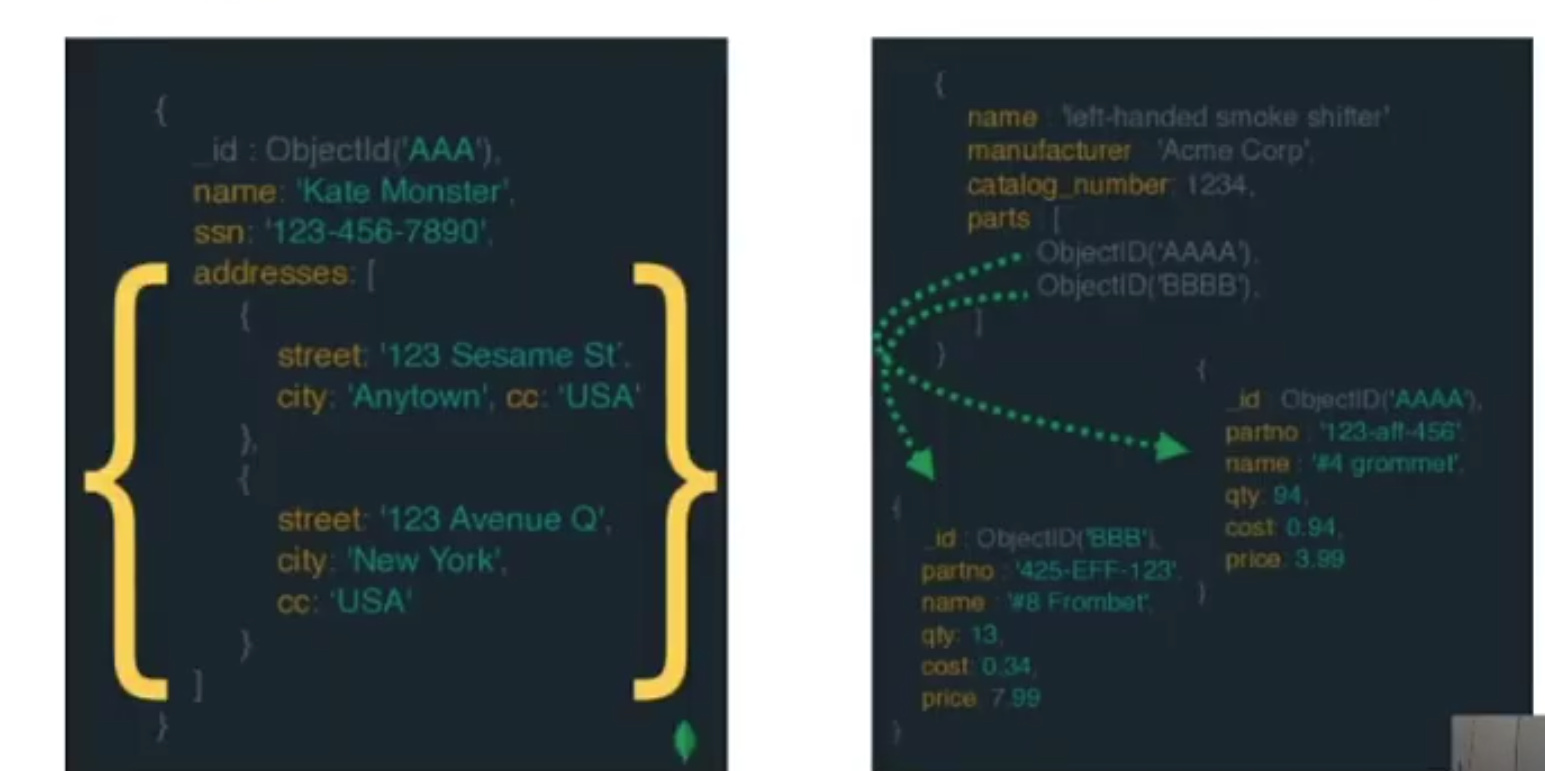 {
_id : ObjectId('AAA'),
name: 'Kate Monster',
ssn: '123-456-7890',
addresses: [
{
street: '123 Sesame St',
city: 'Anytown', cc: 'USA'
},
{
street: '123 Avenue Q',
city: 'New York',
cc: 'USA'
}
]
}
{
name : 'left-handed smoke shifter'
manufacturer : 'Acme Corp',
catalog_number: 1234,
parts : [
ObjectID('AAAA'),
ObjectID('BBBB'),
]
}
{
_id : ObjectID('AAAA'),
partno : '123-aff-456',
name : '#4 grommet',
qty: 94,
cost: 0.94,
price: 3.99
}
{
_id : ObjectID('BBB'),
partno : '425-EFF-123',
name : '#8 Frombet',
qty: 13,
cost: 0.34,
price: 7.99
}